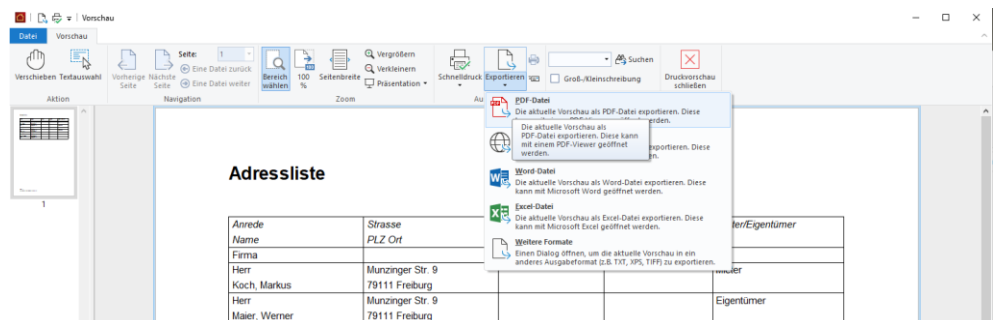 Vorschau
Datei Vorschau
Verschieben Textauswahl
Aktion
Vorherige Seite
Nächste Seite
Seite: 1
Eine Datei zurück
Eine Datei weiter
Navigation
Bereich wählen
100 %
Seitenbreite
Vergrößern
Verkleinern
Präsentation
Zoom
Schnelldruck
Exportieren
Au
Suchen
Groß-/Kleinschreibung
Druckvorschau schließen
PDF-Datei
Die aktuelle Vorschau als PDF-Datei exportieren. Diese
Die aktuelle Vorschau als
PDF-Datei exportieren. Diese kann
mit einem PDF-Viewer geöffnet
werden.
exportieren. Diese
Word-Datei
Die aktuelle Vorschau als Word-Datei exportieren. Diese
kann mit Microsoft Word geöffnet werden.
Excel-Datei
Die aktuelle Vorschau als Excel-Datei exportieren. Diese
kann mit Microsoft Excel geöffnet werden.
Weitere Formate
Einen Dialog öffnen, um die aktuelle Vorschau in ein
anderes Ausgabeformat (z.B. TXT, XPS, TIFF) zu exportieren.
1
Adressliste
Anrede Strasse ter/Eigentümer
Name PLZ Ort
Firma
Herr Munzinger Str. 9 Mieter
Koch, Markus 79111 Freiburg
Herr Munzinger Str. 9 Eigentümer
Maier, Werner 79111 Freiburg